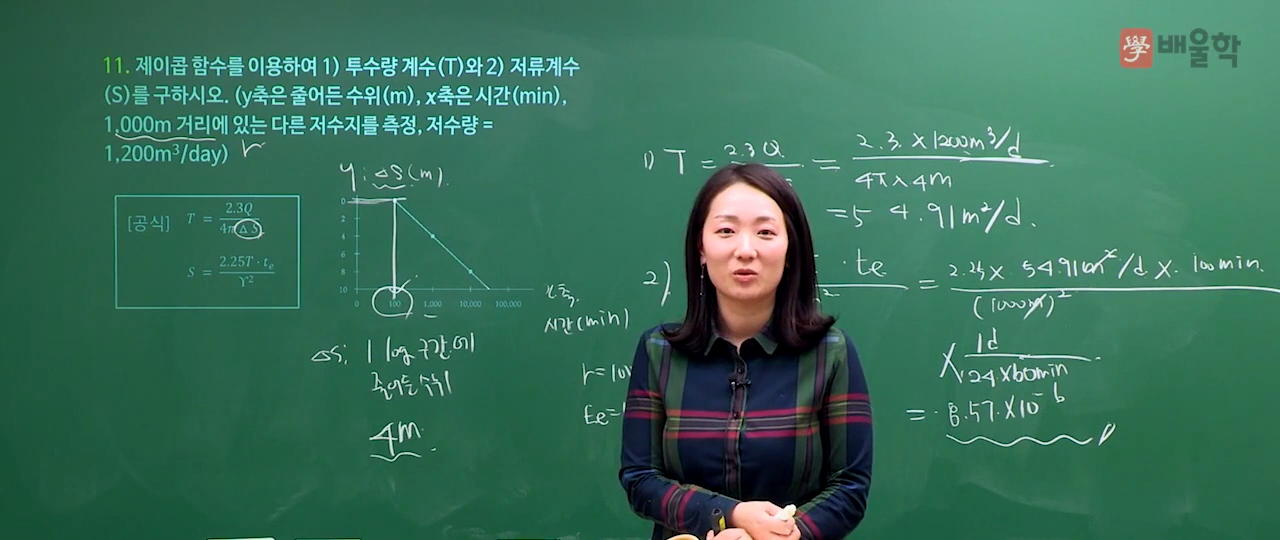 學 배울학
11. 제이콥 함수를 이용하여 1) 투수량 계수(T)와 2) 저류계수
(S)를 구하시오. (y축은 줄어든 수위(m), x축은 시간(min),
1,000m 거리에 있는 다른 저수지를 측정, 저수량 =
1,200m³/day) r
[공식] T = 2.3Q / 4πΔS
S = 2.25T · te / γ²
y : ΔS (m).
0
2
4
6
8
10
0 100 1,000 10,000 100,000
x축.
시간(min)
ΔS; 1 log 구간에
줄어든 수위
4m.
1) T = 2.3Q = 2.3 × 1200m³/d / 4π × 4m
= 54.91m²/d.
2) · te = 2.25 × 54.91m²/d × 100min / (1000m)²
× 1d / 24×60min
= 8.57 × 10⁻⁶